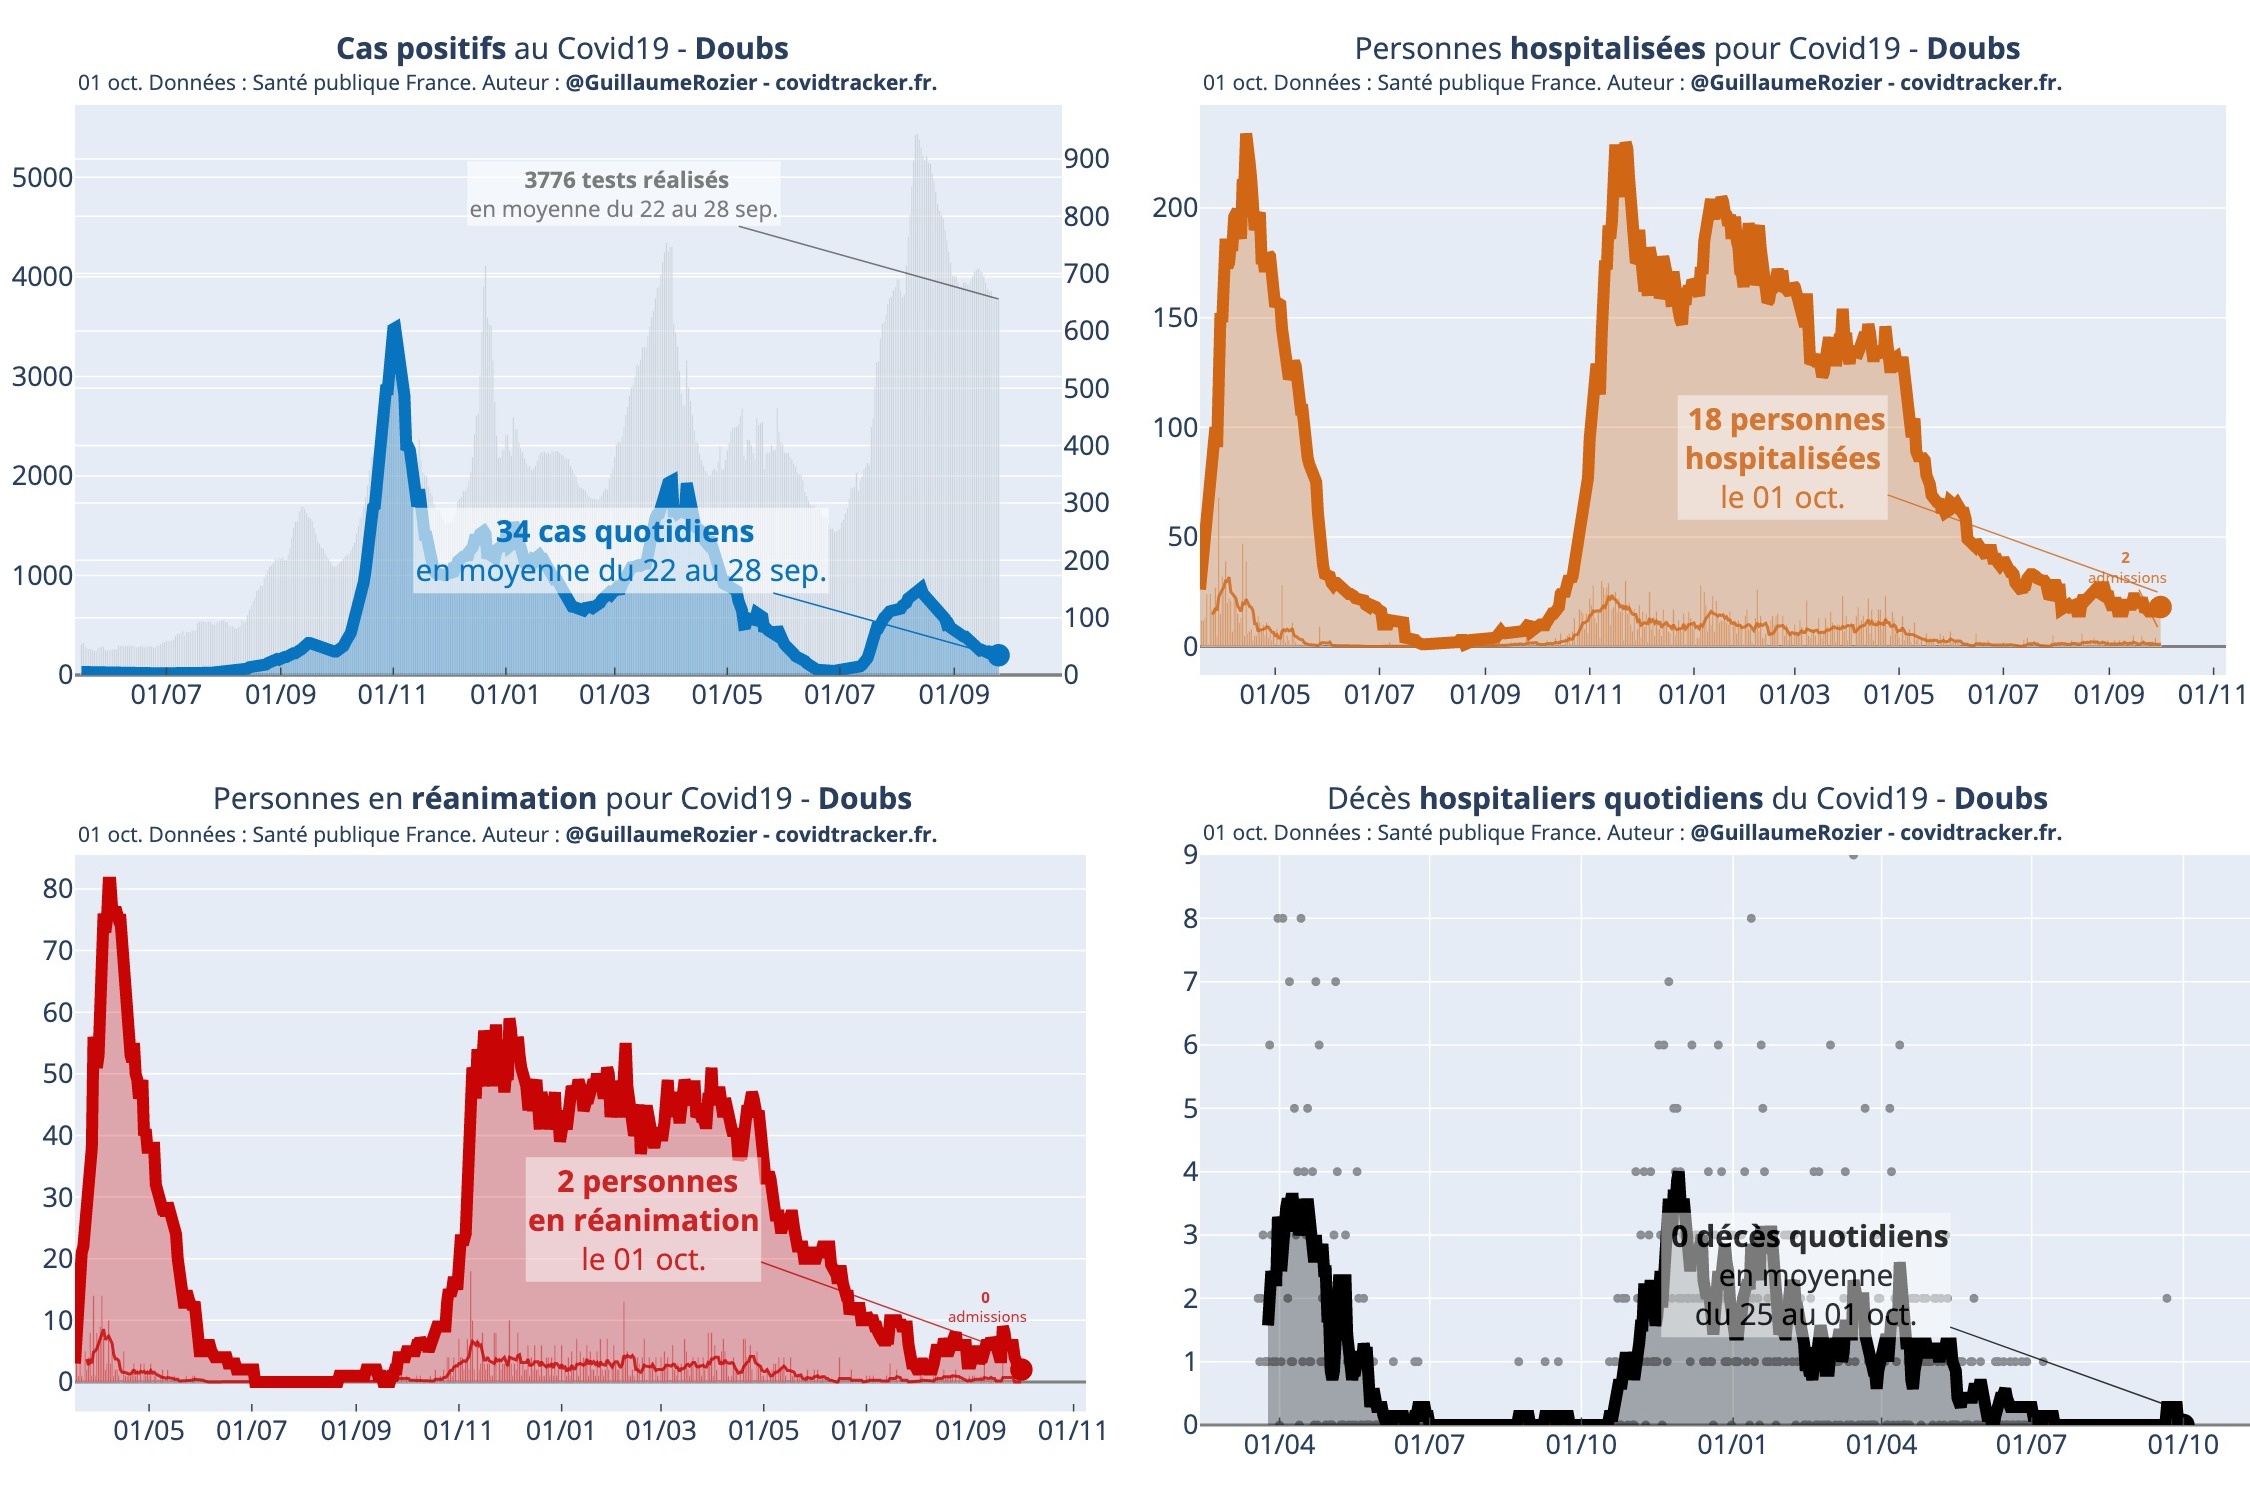 Cas positifs au Covid19 - Doubs
01 oct. Données : Santé publique France. Auteur : @GuillaumeRozier - covidtracker.fr.
5000
4000
3000
2000
1000
0
900
800
700
600
500
400
300
200
100
0
3776 tests réalisés
en moyenne du 22 au 28 sep.
34 cas quotidiens
en moyenne du 22 au 28 sep.
01/07 01/09 01/11 01/01 01/03 01/05 01/07 01/09
Personnes hospitalisées pour Covid19 - Doubs
01 oct. Données : Santé publique France. Auteur : @GuillaumeRozier - covidtracker.fr.
200
150
100
50
0
18 personnes
hospitalisées
le 01 oct.
2
admissions
01/05 01/07 01/09 01/11 01/01 01/03 01/05 01/07 01/09 01/11
Personnes en réanimation pour Covid19 - Doubs
01 oct. Données : Santé publique France. Auteur : @GuillaumeRozier - covidtracker.fr.
80
70
60
50
40
30
20
10
0
2 personnes
en réanimation
le 01 oct.
0
admissions
01/05 01/07 01/09 01/11 01/01 01/03 01/05 01/07 01/09 01/11
Décès hospitaliers quotidiens du Covid19 - Doubs
01 oct. Données : Santé publique France. Auteur : @GuillaumeRozier - covidtracker.fr.
9
8
7
6
5
4
3
2
1
0
0 décès quotidiens
en moyenne
du 25 au 01 oct.
01/04 01/07 01/10 01/01 01/04 01/07 01/10